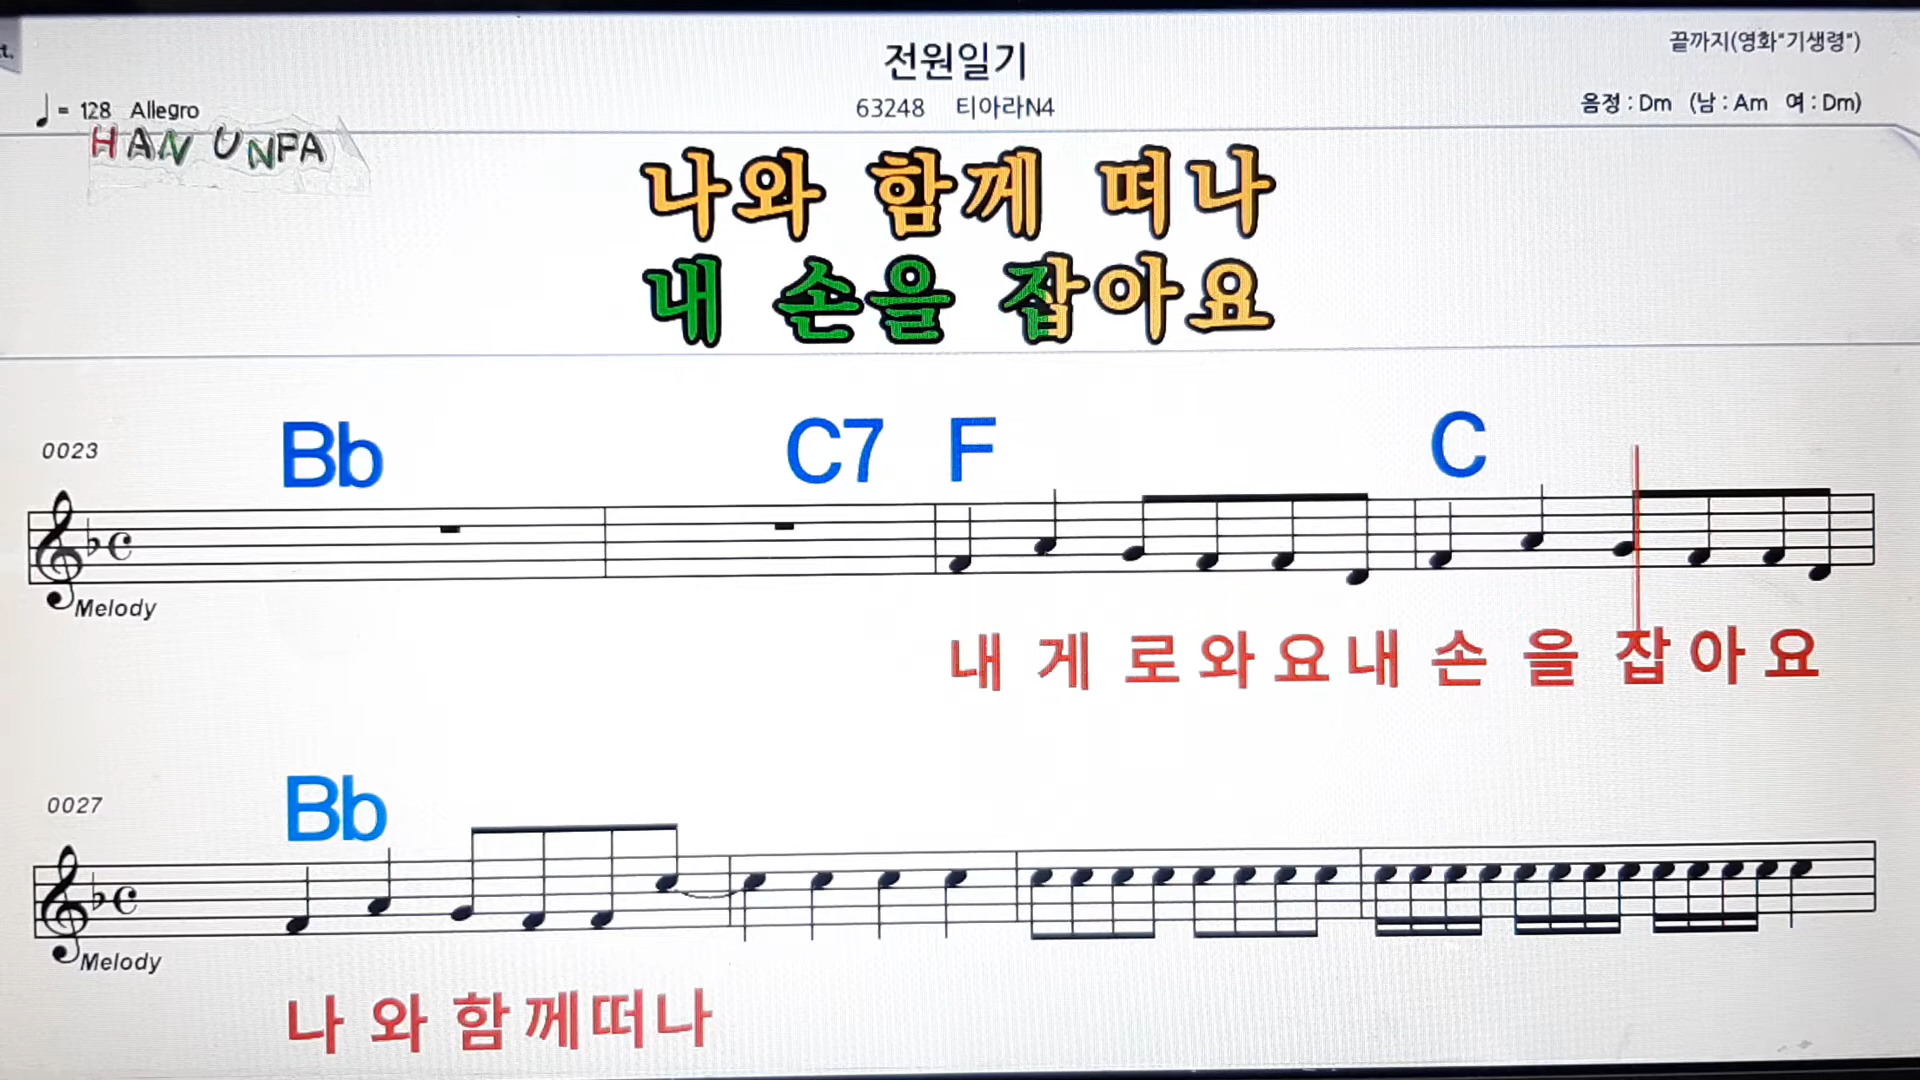 전원일기
끝까지(영화"기생령")
= 128 Allegro
63248 티아라N4
음정 : Dm (남 : Am 여 : Dm)
HAN UNPA
나와 함께 떠나
내 손을 잡아요
0023
Bb C7 F C
Melody
내 게 로 와 요 내 손 을 잡 아 요
0027
Bb
Melody
나 와 함 께 떠 나